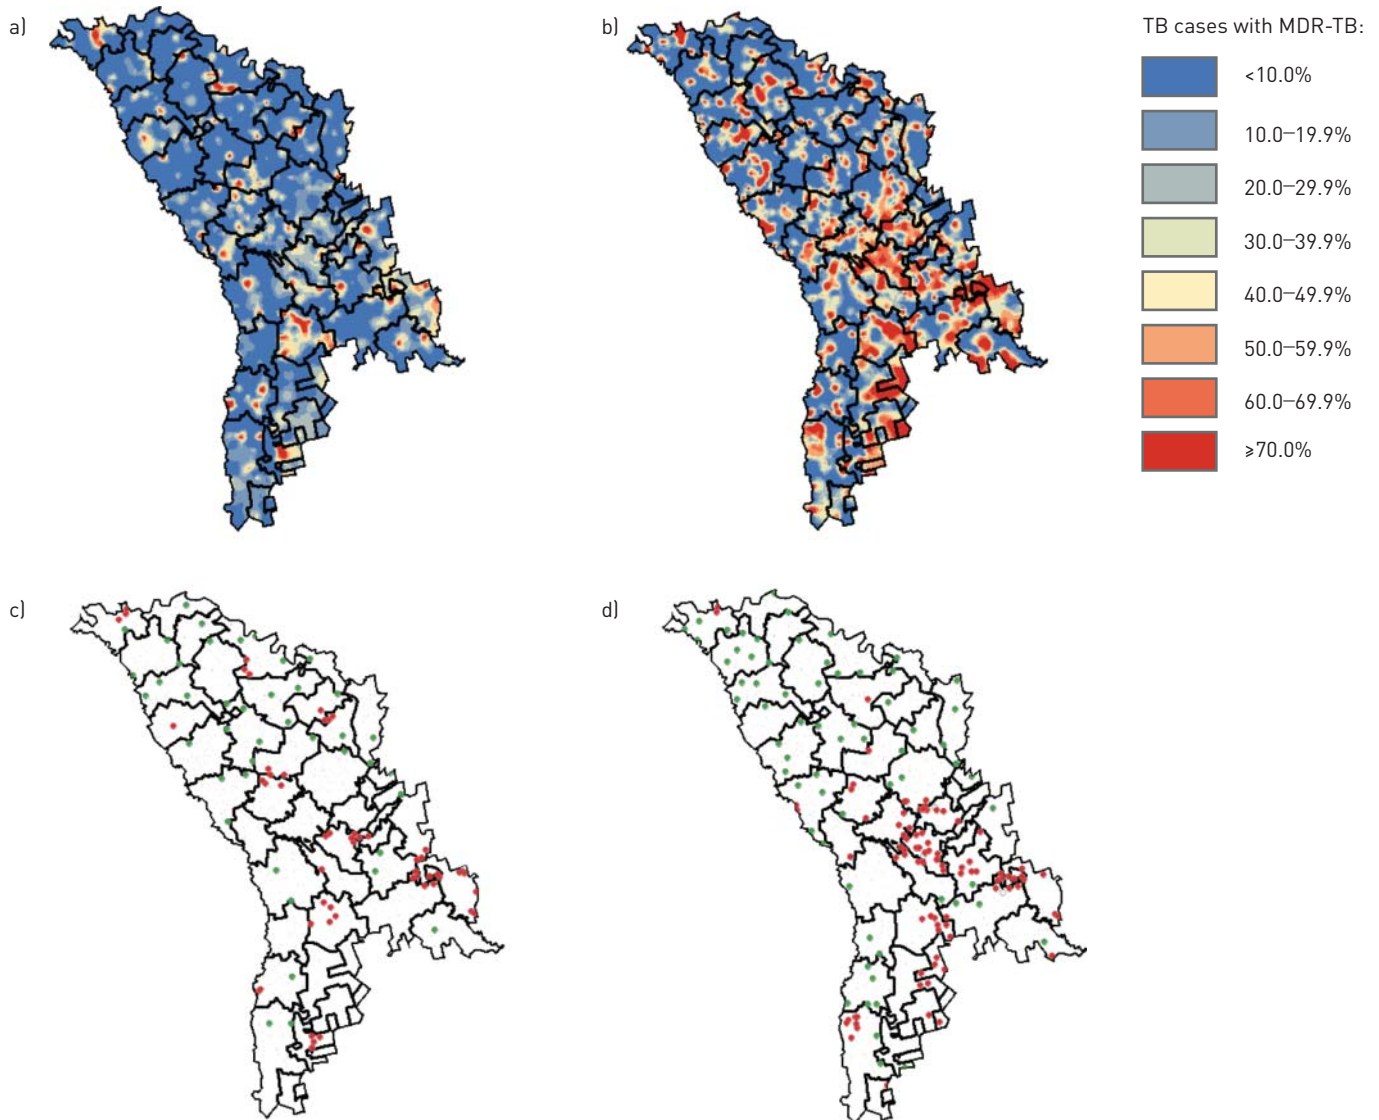 a)
b)
TB cases with MDR-TB:
<10.0%
10.0–19.9%
20.0–29.9%
30.0–39.9%
40.0–49.9%
50.0–59.9%
60.0–69.9%
≥70.0%
c)
d)